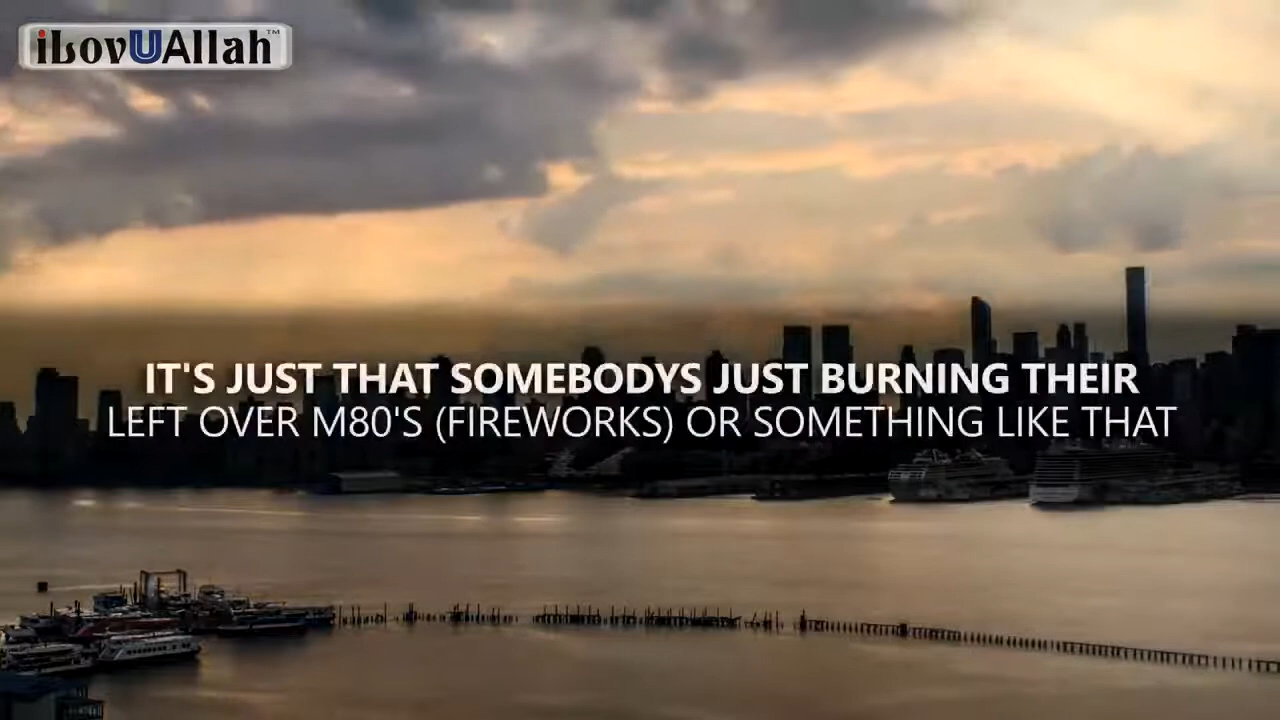 iLovUAllah™
IT'S JUST THAT SOMEBODYS JUST BURNING THEIR
LEFT OVER M80'S (FIREWORKS) OR SOMETHING LIKE THAT